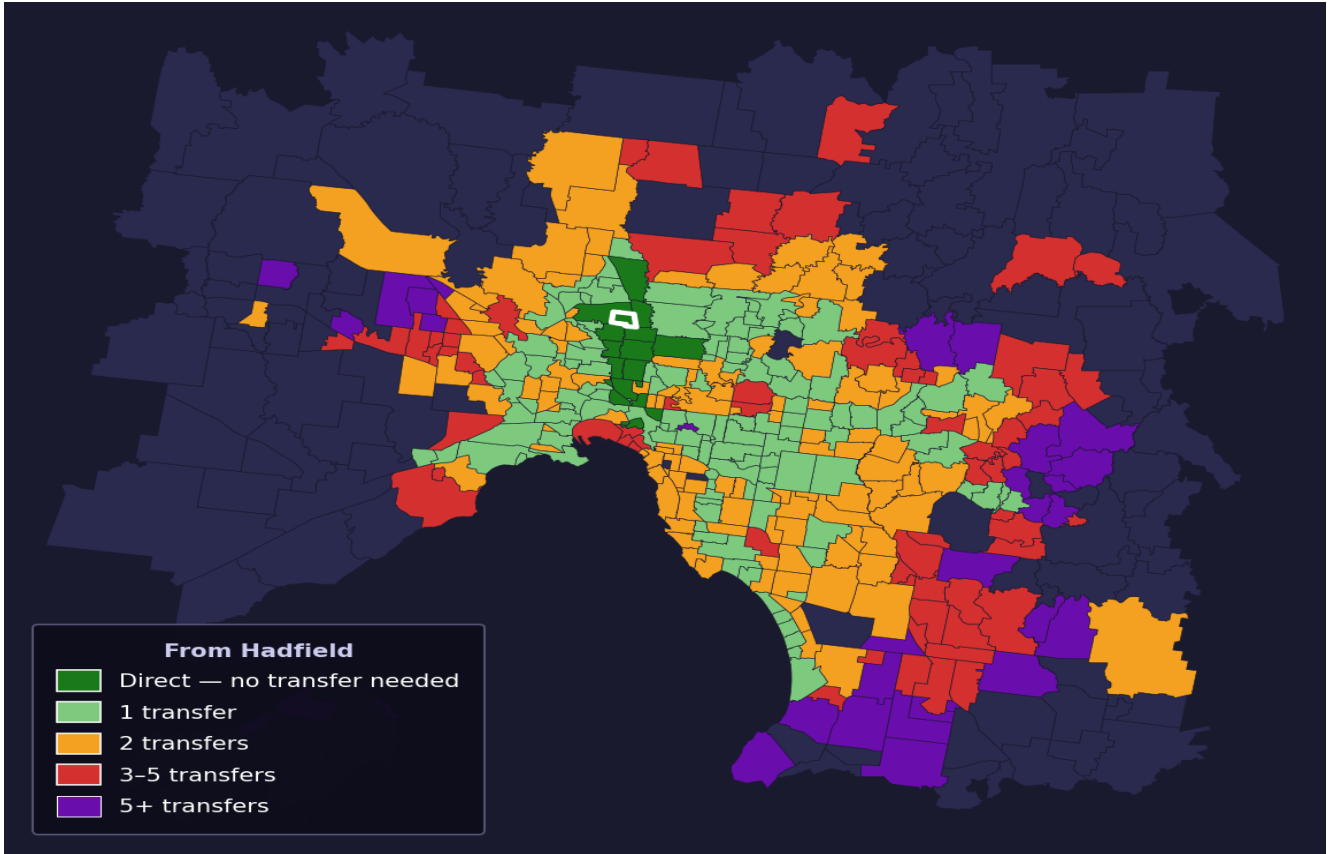 From Hadfield
Direct — no transfer needed
1 transfer
2 transfers
3–5 transfers
5+ transfers